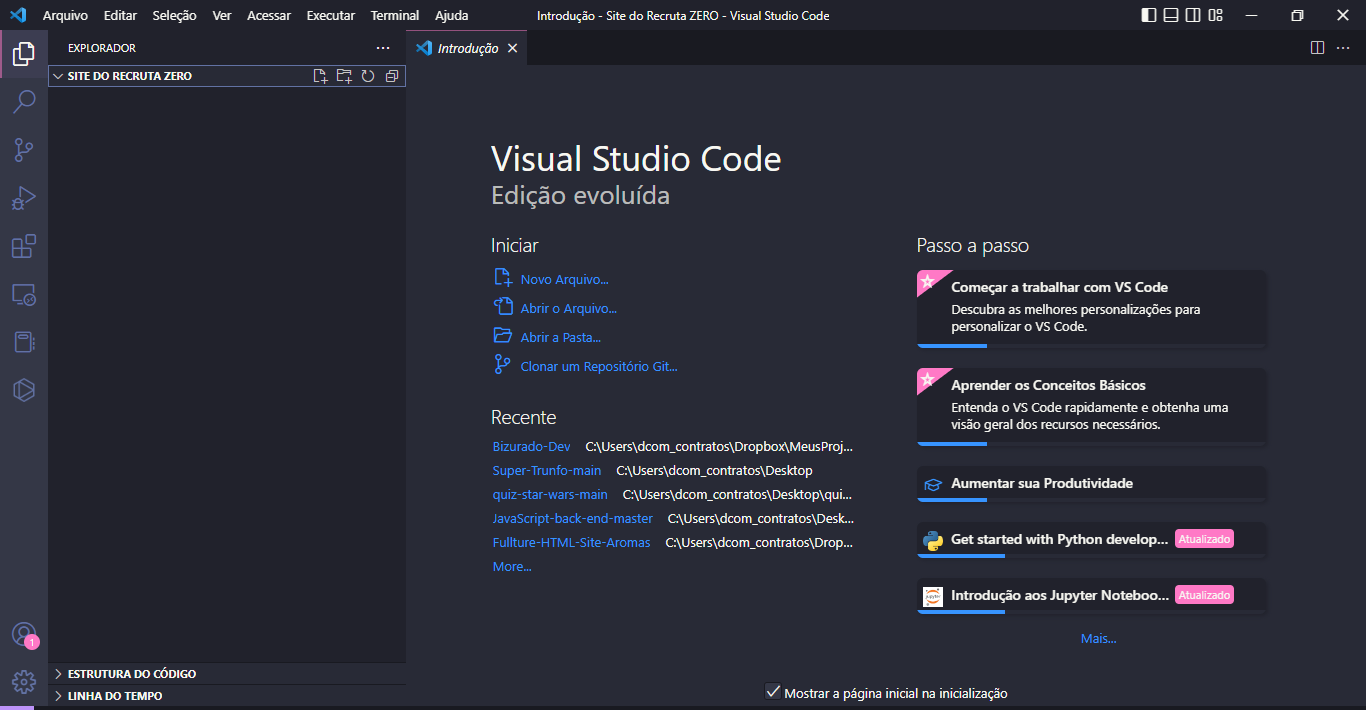 Arquivo Editar Seleção Ver Acessar Executar Terminal Ajuda
Introdução - Site do Recruta ZERO - Visual Studio Code
EXPLORADOR
Introdução
SITE DO RECRUTA ZERO
Visual Studio Code
Edição evoluída
Iniciar
Novo Arquivo...
Abrir o Arquivo...
Abrir a Pasta...
Clonar um Repositório Git...
Recente
Bizurado-Dev C:\Users\dcom_contratos\Dropbox\MeusProj...
Super-Trunfo-main C:\Users\dcom_contratos\Desktop
quiz-star-wars-main C:\Users\dcom_contratos\Desktop\qui...
JavaScript-back-end-master C:\Users\dcom_contratos\Desk...
Fullture-HTML-Site-Aromas C:\Users\dcom_contratos\Drop...
More...
Passo a passo
Começar a trabalhar com VS Code
Descubra as melhores personalizações para
personalizar o VS Code.
Aprender os Conceitos Básicos
Entenda o VS Code rapidamente e obtenha uma
visão geral dos recursos necessários.
Aumentar sua Produtividade
Get started with Python develop... Atualizado
jupyter
Introdução aos Jupyter Noteboo... Atualizado
Mais...
1
ESTRUTURA DO CÓDIGO
LINHA DO TEMPO
Mostrar a página inicial na inicialização